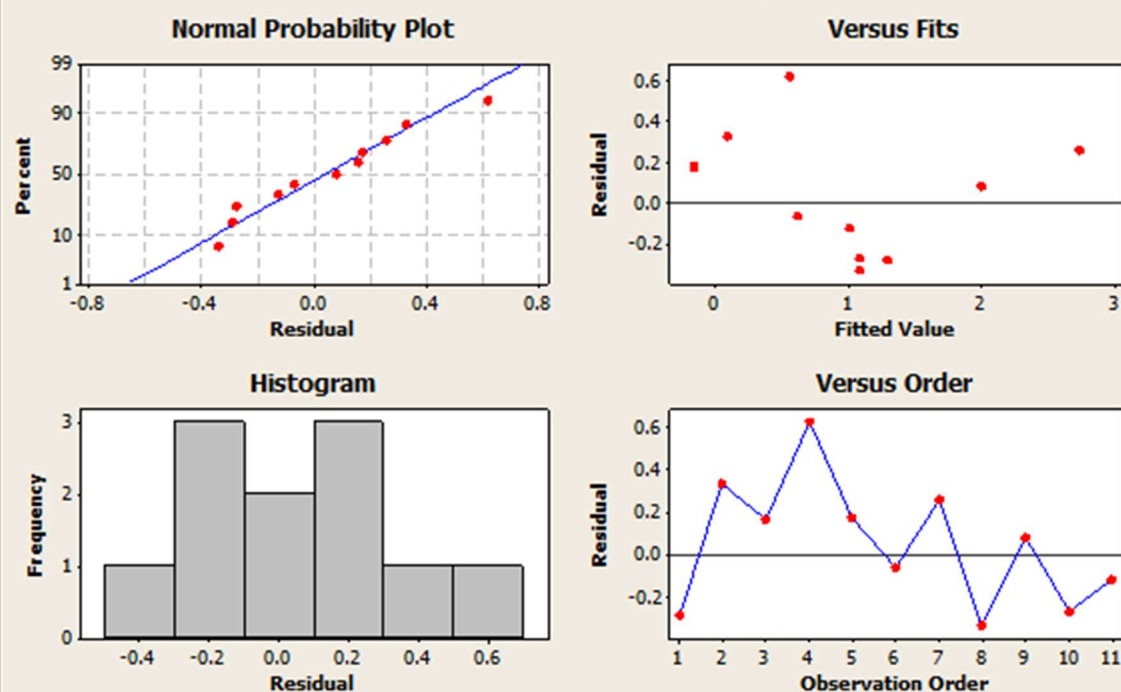 Normal Probability Plot
99
90
50
10
1
Percent
-0.8 -0.4 0.0 0.4 0.8
Residual
Versus Fits
0.6
0.4
0.2
0.0
-0.2
Residual
0 1 2 3
Fitted Value
Histogram
3
2
1
0
Frequency
-0.4 -0.2 0.0 0.2 0.4 0.6
Residual
Versus Order
0.6
0.4
0.2
0.0
-0.2
Residual
1 2 3 4 5 6 7 8 9 10 11
Observation Order